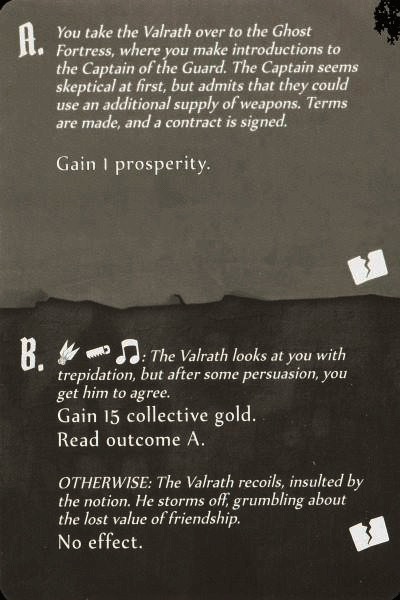 A. You take the Valrath over to the Ghost
Fortress, where you make introductions to
the Captain of the Guard. The Captain seems
skeptical at first, but admits that they could
use an additional supply of weapons. Terms
are made, and a contract is signed.
Gain 1 prosperity.
B. : The Valrath looks at you with
trepidation, but after some persuasion, you
get him to agree.
Gain 15 collective gold.
Read outcome A.
OTHERWISE: The Valrath recoils, insulted by
the notion. He storms off, grumbling about
the lost value of friendship.
No effect.